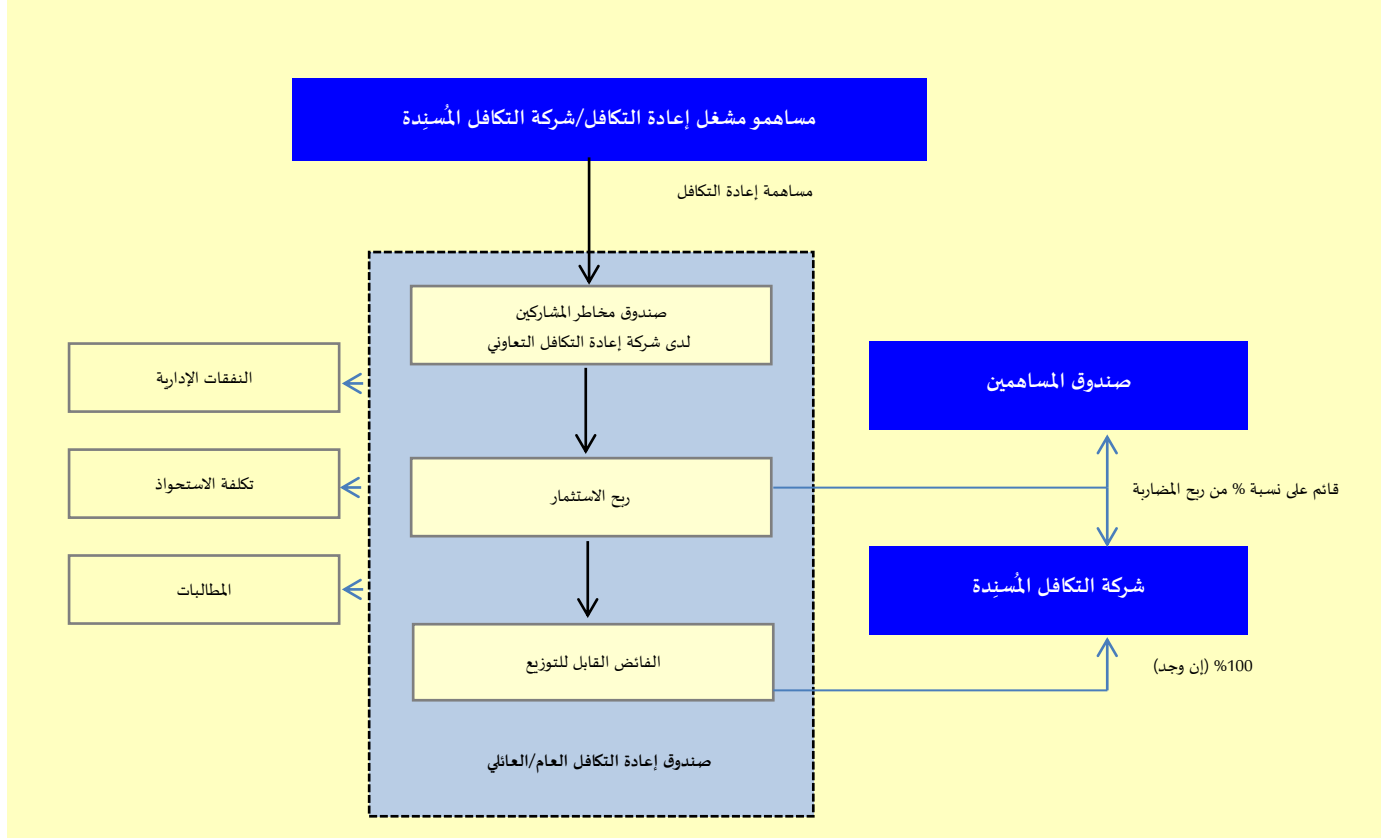 مساهمو مشغل إعادة التكافل/شركة التكافل المُسنِدة
مساهمة إعادة التكافل
صندوق مخاطر المشاركين
لدى شركة إعادة التكافل التعاوني
صندوق المساهمين
النفقات الإدارية
تكلفة الاستحواذ
ربح الاستثمار
قائم على نسبة % من ربح المضاربة
شركة التكافل المُسنِدة
المطالبات
الفائض القابل للتوزيع
100% (إن وجد)
صندوق إعادة التكافل العام/العائلي